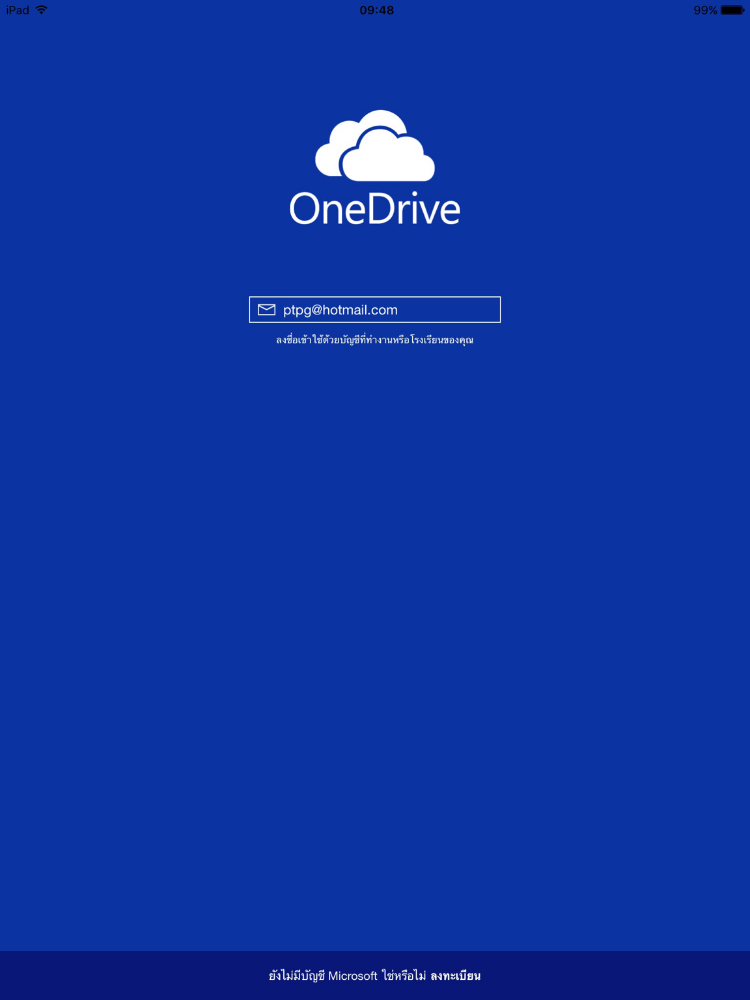 iPad 09:48 99%
OneDrive
ptpg@hotmail.com
ลงชื่อเข้าใช้ด้วยบัญชีที่ทำงานหรือโรงเรียนของคุณ
ยังไม่มีบัญชี Microsoft ใช่หรือไม่ ลงทะเบียน